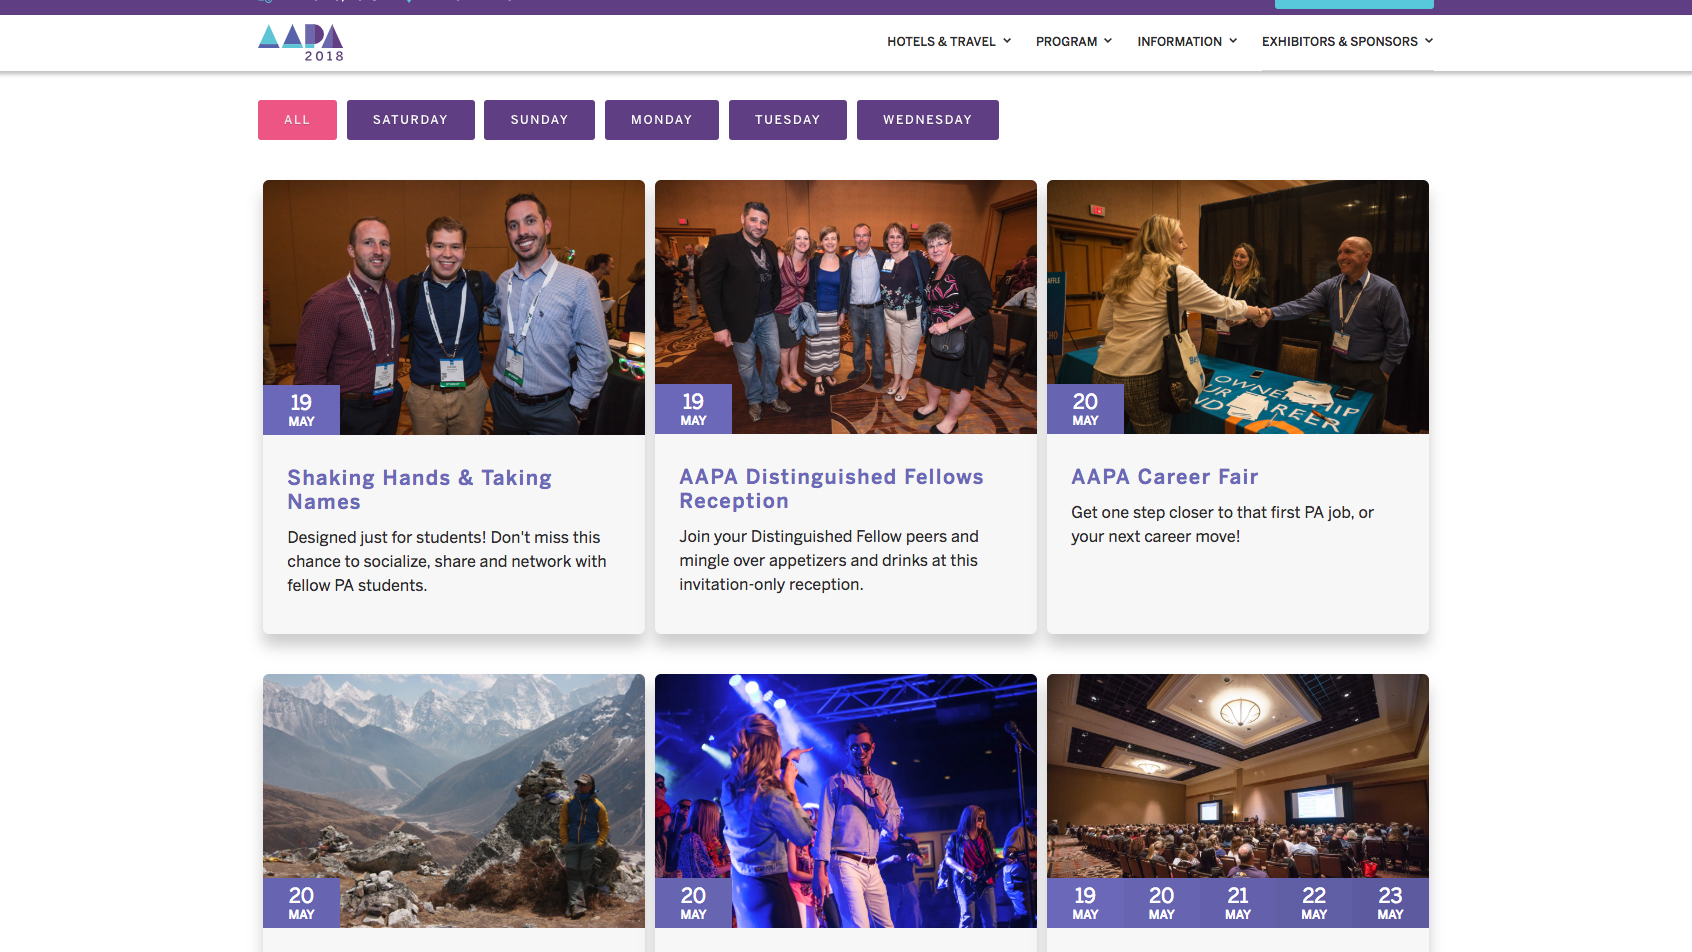 AAPA
2018
HOTELS & TRAVEL
PROGRAM
INFORMATION
EXHIBITORS & SPONSORS
ALL
SATURDAY
SUNDAY
MONDAY
TUESDAY
WEDNESDAY
19
MAY
Shaking Hands & Taking
Names
Designed just for students! Don't miss this
chance to socialize, share and network with
fellow PA students.
19
MAY
AAPA Distinguished Fellows
Reception
Join your Distinguished Fellow peers and
mingle over appetizers and drinks at this
invitation-only reception.
OWNERSHIP
CAREER
20
MAY
AAPA Career Fair
Get one step closer to that first PA job, or
your next career move!
20
MAY
20
MAY
19
MAY
20
MAY
21
MAY
22
MAY
23
MAY